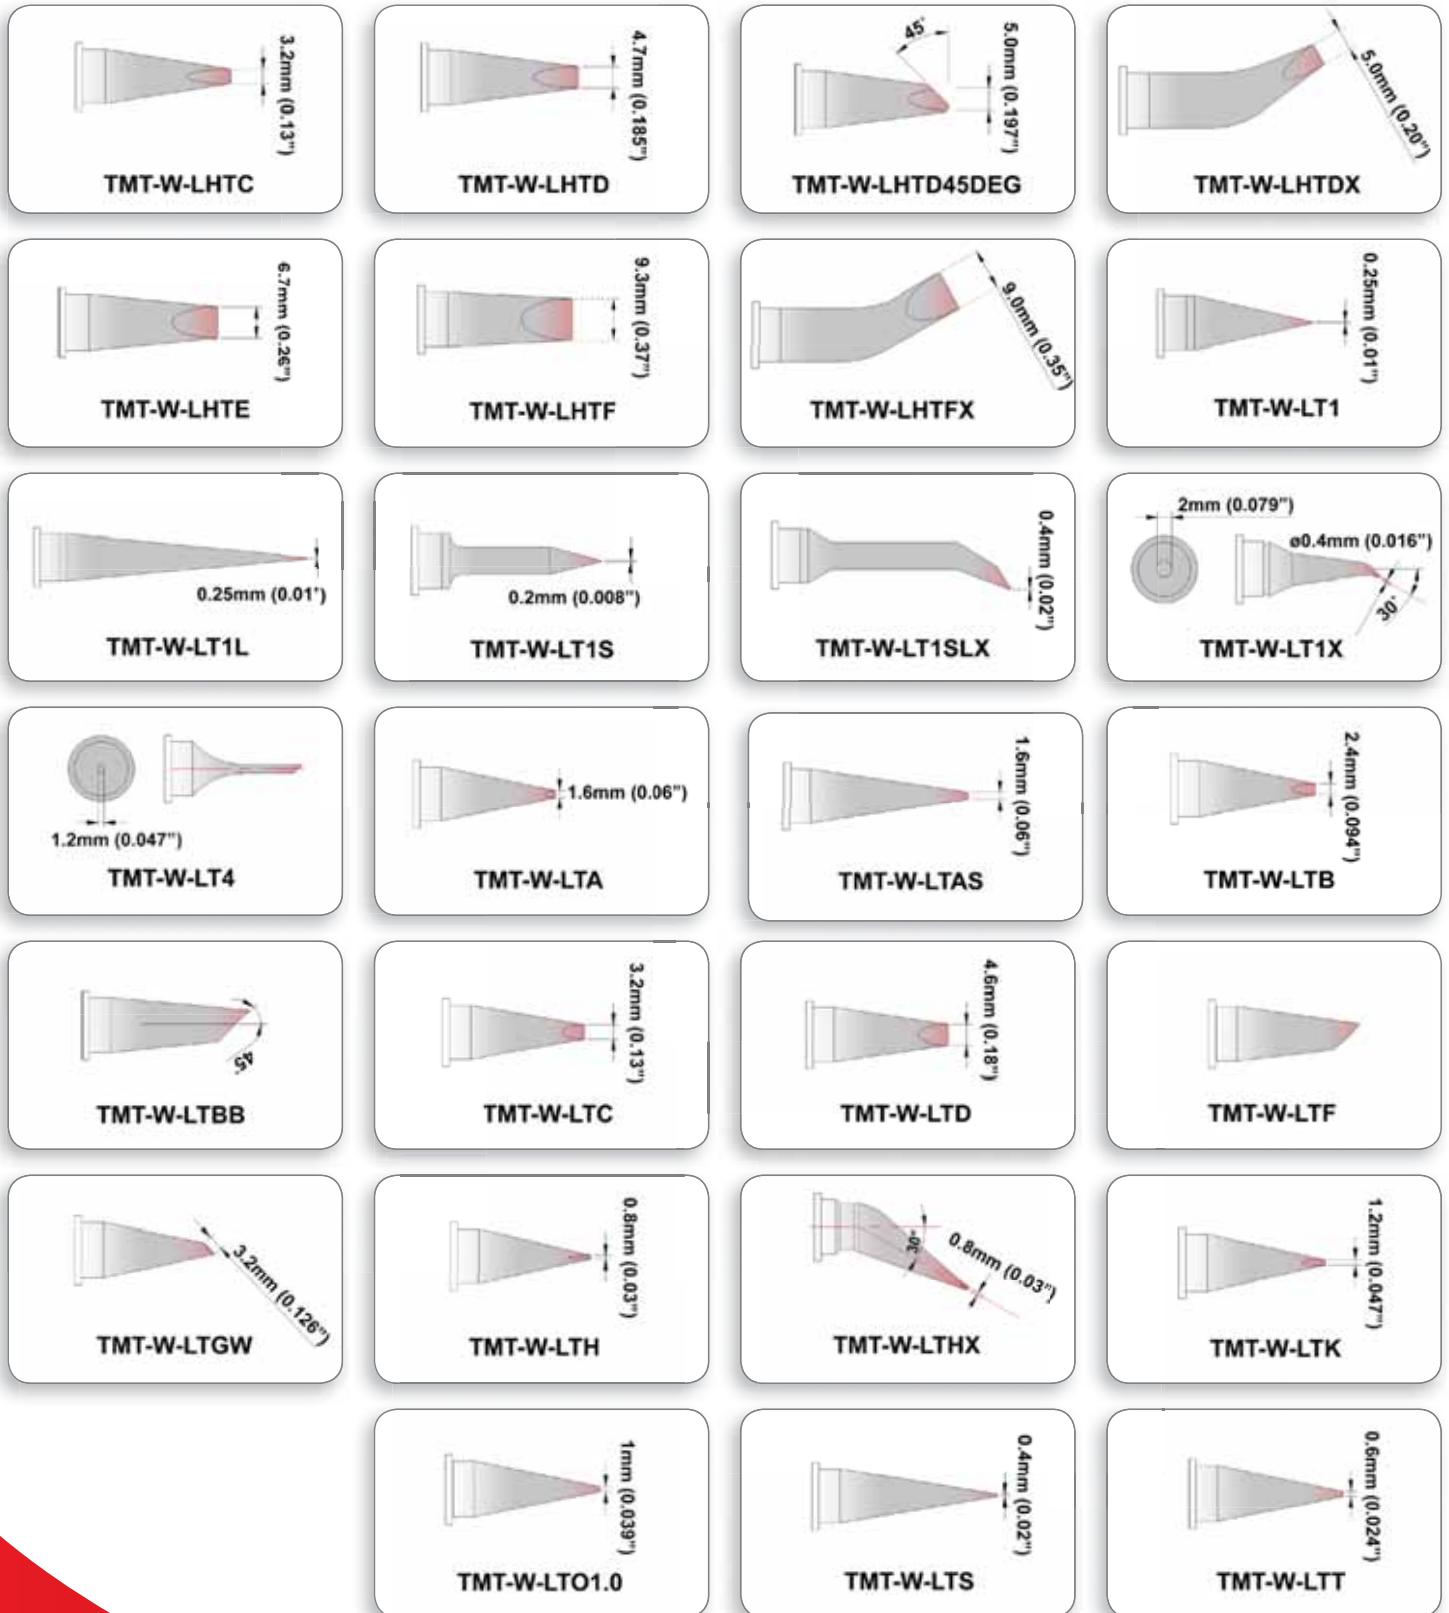 3.2mm (0.13")
TMT-W-LHTC
4.7mm (0.185")
TMT-W-LHTD
45°
5.0mm (0.197")
TMT-W-LHTD45DEG
5.0mm (0.20")
TMT-W-LHTDX
6.7mm (0.26")
TMT-W-LHTE
9.3mm (0.37")
TMT-W-LHTF
9.0mm (0.35")
TMT-W-LHTFX
0.25mm (0.01")
TMT-W-LT1
0.25mm (0.01')
TMT-W-LT1L
0.2mm (0.008")
TMT-W-LT1S
0.4mm (0.02")
TMT-W-LT1SLX
2mm (0.079")
ø0.4mm (0.016")
30°
TMT-W-LT1X
1.2mm (0.047")
TMT-W-LT4
1.6mm (0.06")
TMT-W-LTA
1.6mm (0.06")
TMT-W-LTAS
2.4mm (0.094")
TMT-W-LTB
45°
TMT-W-LTBB
3.2mm (0.13")
TMT-W-LTC
4.6mm (0.18")
TMT-W-LTD
TMT-W-LTF
3.2mm (0.126")
TMT-W-LTGW
0.8mm (0.03")
TMT-W-LTH
30°
0.8mm (0.03")
TMT-W-LTHX
1.2mm (0.047")
TMT-W-LTK
1mm (0.039")
TMT-W-LTO1.0
0.4mm (0.02")
TMT-W-LTS
0.6mm (0.024")
TMT-W-LTT